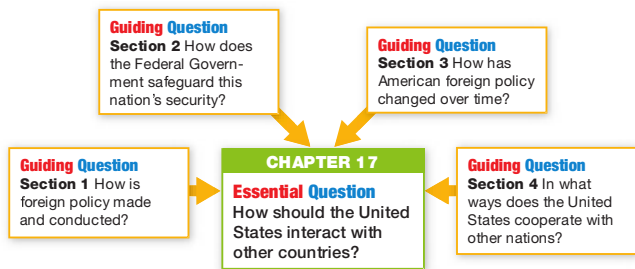 Guiding Question
Section 2 How does
the Federal Govern-
ment safeguard this
nation's security?
Guiding Question
Section 3 How has
American foreign policy
changed over time?
Guiding Question
Section 1 How is
foreign policy made
and conducted?
CHAPTER 17
Essential Question
How should the United
States interact with
other countries?
Guiding Question
Section 4 In what
ways does the United
States cooperate with
other nations?